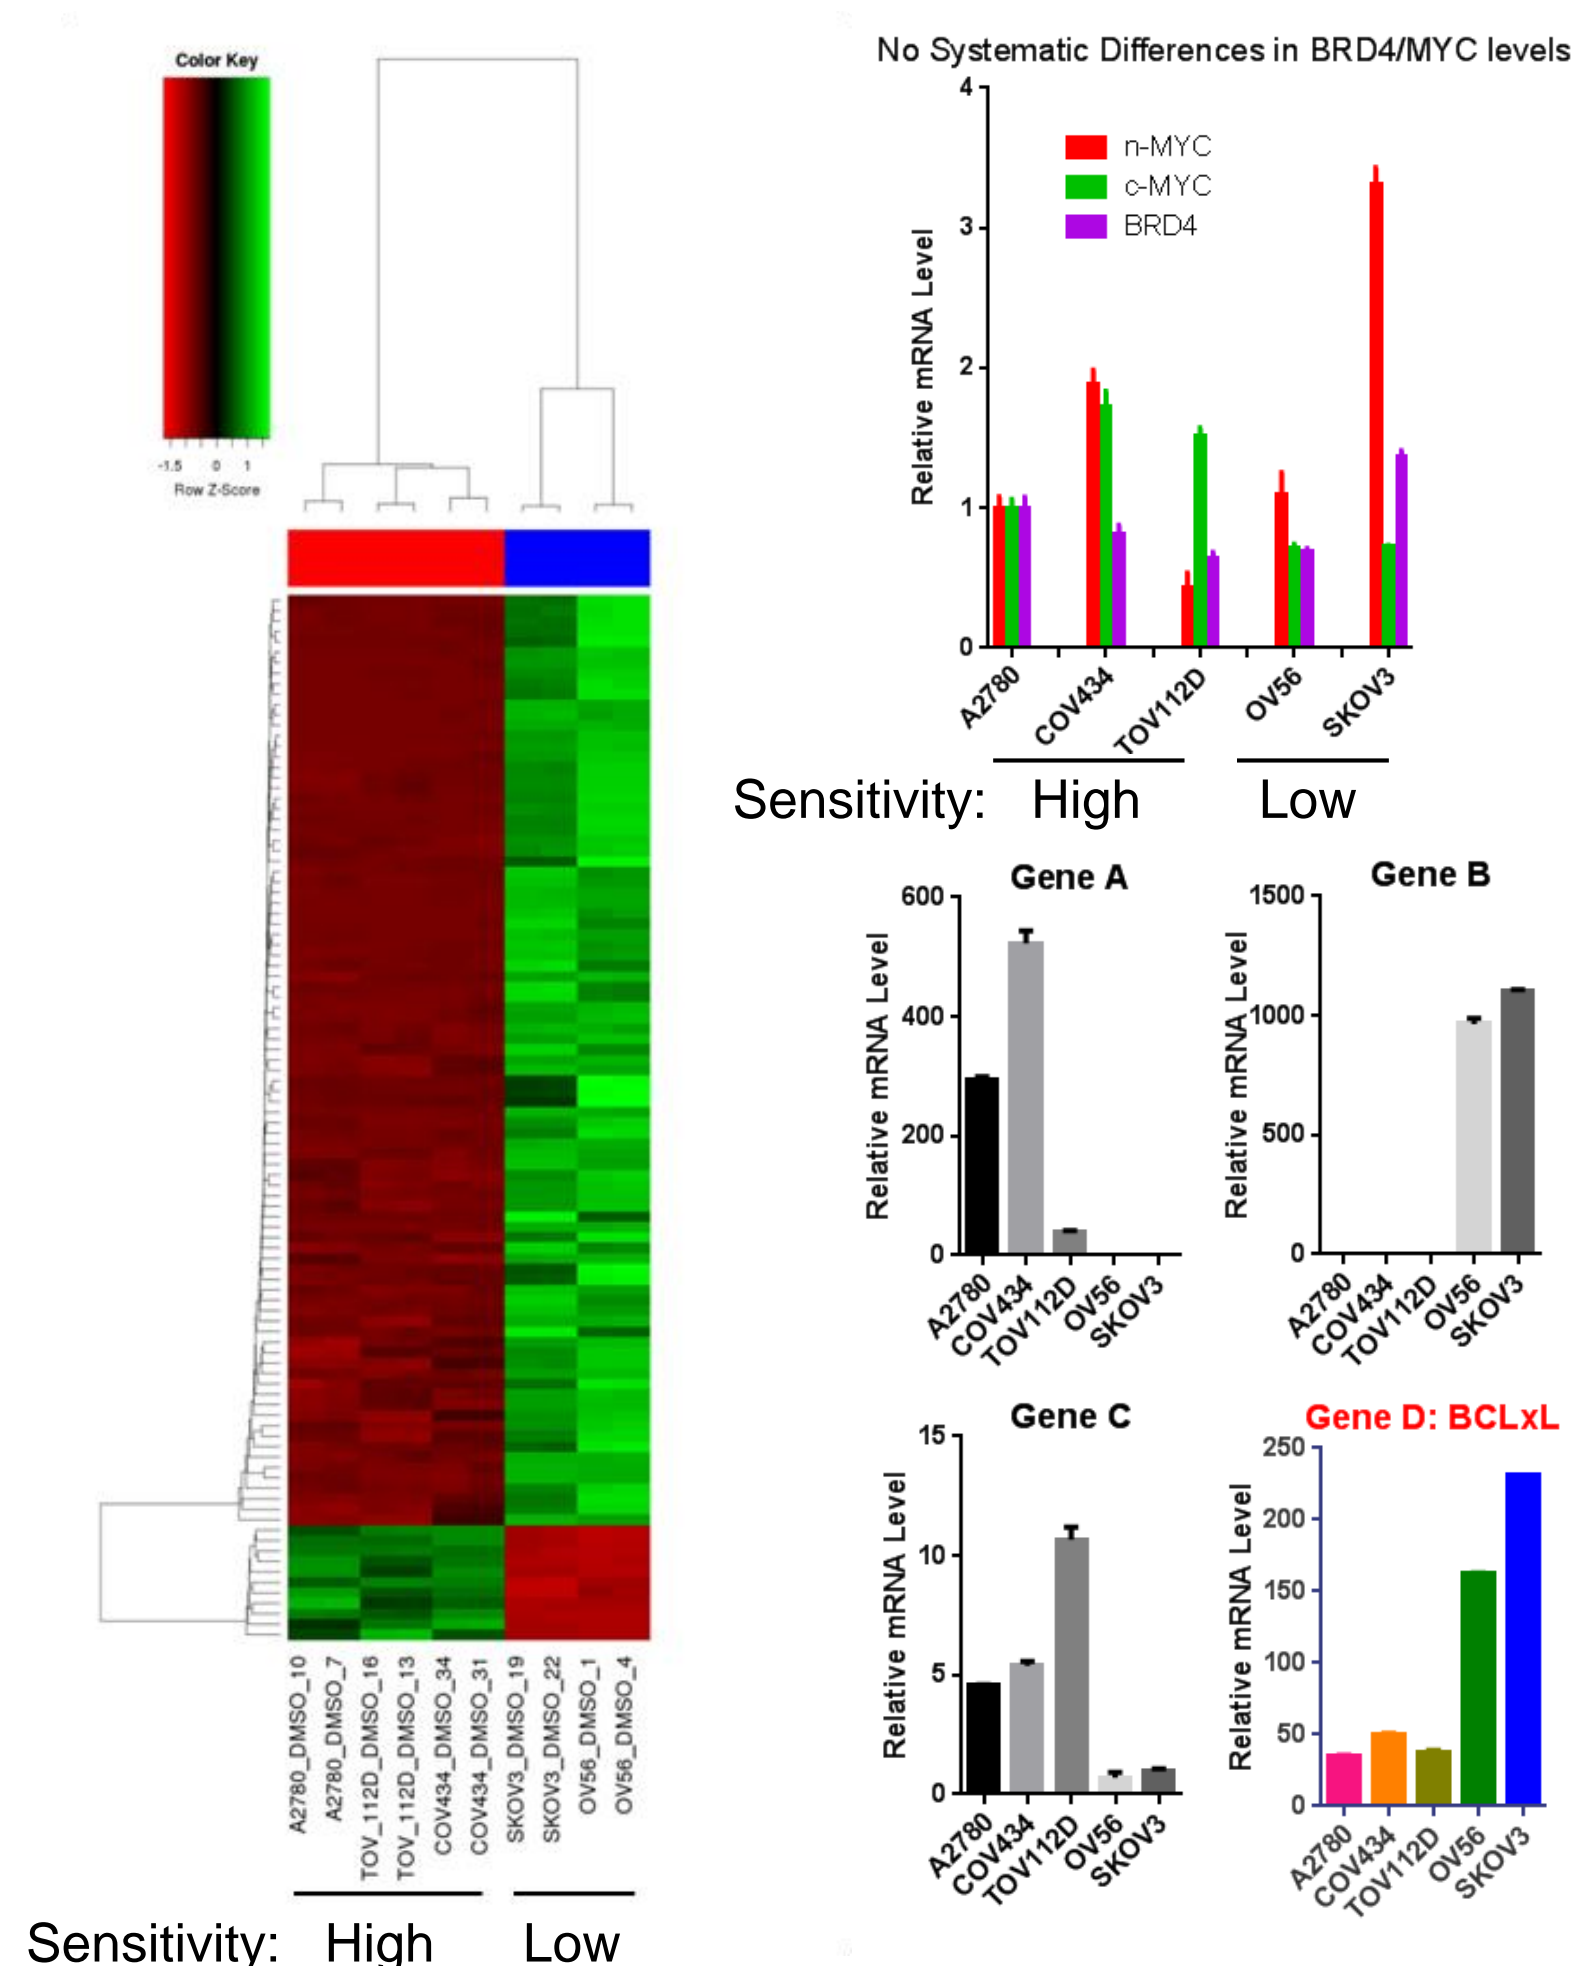 Color Key
-1.5 0 1
Row Z-Score
A2780_DMSO_10
A2780_DMSO_7
TOV_112D_DMSO_16
TOV_112D_DMSO_13
COV434_DMSO_34
COV434_DMSO_31
SKOV3_DMSO_19
SKOV3_DMSO_22
OV56_DMSO_1
OV56_DMSO_4
Sensitivity: High Low
No Systematic Differences in BRD4/MYC levels
Relative mRNA Level
4
3
2
1
0
n-MYC
c-MYC
BRD4
A2780
COV434
TOV112D
OV56
SKOV3
Sensitivity: High Low
Gene A
Relative mRNA Level
600
400
200
0
A2780
COV434
TOV112D
OV56
SKOV3
Gene B
Relative mRNA Level
1500
1000
500
0
A2780
COV434
TOV112D
OV56
SKOV3
Gene C
Relative mRNA Level
15
10
5
0
A2780
COV434
TOV112D
OV56
SKOV3
Gene D: BCLxL
Relative mRNA Level
250
200
150
100
50
0
A2780
COV434
TOV112D
OV56
SKOV3